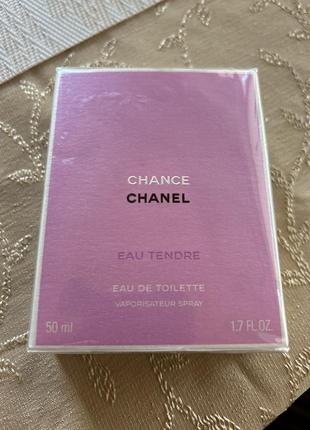 CHANCE
CHANEL
EAU TENDRE
EAU DE TOILETTE
VAPORISATEUR SPRAY
50 ml 1.7 FL. OZ.